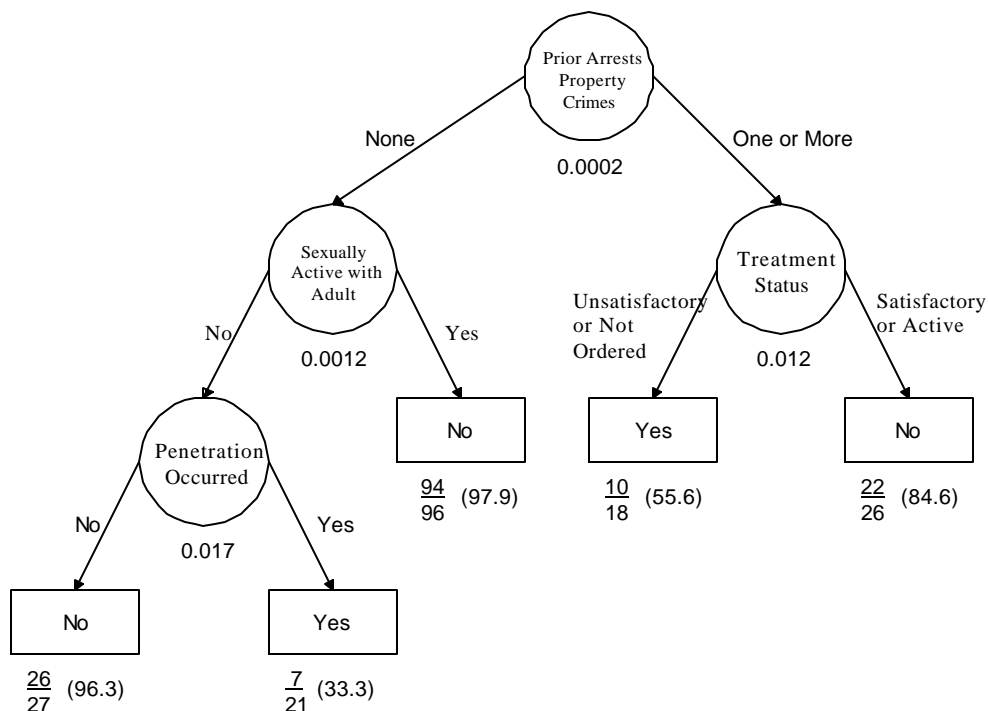 Prior Arrests
Property
Crimes
None
One or More
0.0002
Sexually
Active with
Adult
Treatment
Status
Unsatisfactory
or Not
Ordered
Satisfactory
or Active
No
Yes
0.0012
0.012
Penetration
Occurred
No
Yes
No
94
96 (97.9)
10
18 (55.6)
22
26 (84.6)
No
Yes
0.017
No
Yes
26
27 (96.3)
7
21 (33.3)